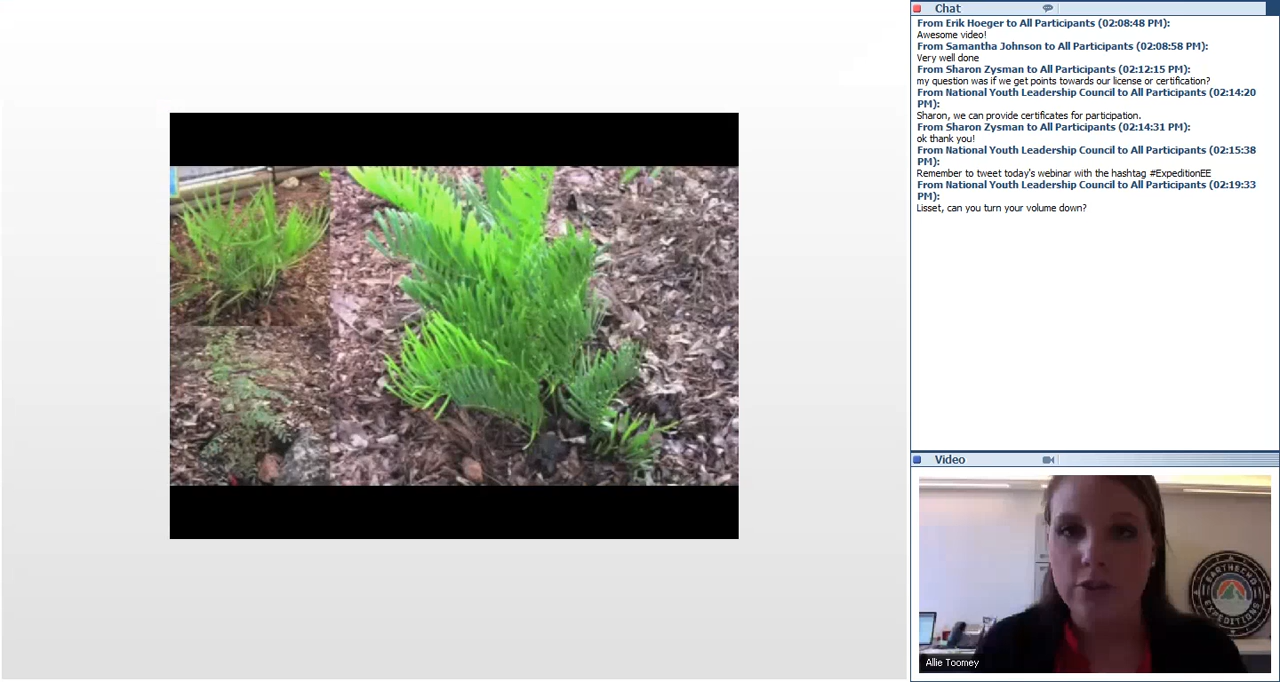 Chat
From Erik Hoeger to All Participants (02:08:48 PM):
Awesome video!
From Samantha Johnson to All Participants (02:08:58 PM):
Very well done
From Sharon Zysman to All Participants (02:12:15 PM):
my question was if we get points towards our license or certification?
From National Youth Leadership Council to All Participants (02:14:20
PM):
Sharon, we can provide certificates for participation.
From Sharon Zysman to All Participants (02:14:31 PM):
ok thank you!
From National Youth Leadership Council to All Participants (02:15:38
PM):
Remember to tweet today's webinar with the hashtag #ExpeditionEE
From National Youth Leadership Council to All Participants (02:19:33
PM):
Lisset, can you turn your volume down?
Video
EARTHECHO
EXPEDITIONS
Allie Toomey